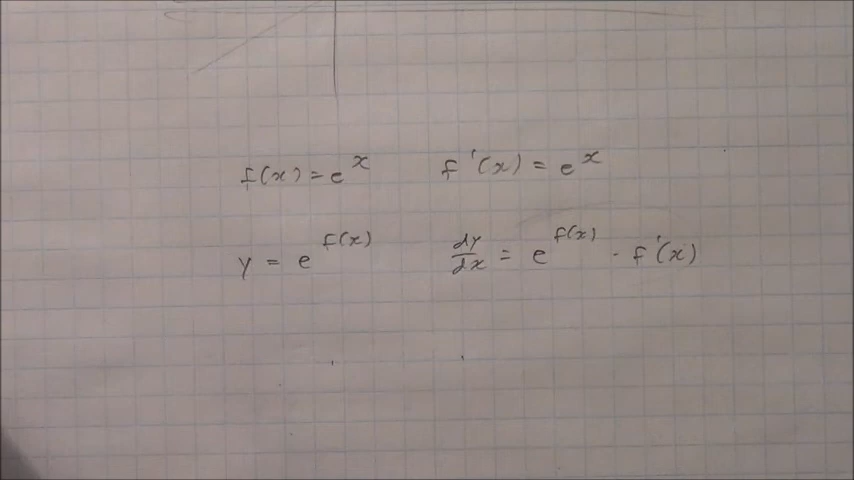 f(x) = e^x f'(x) = e^x
y = e^f(x) dy/dx = e^f(x) · f'(x)